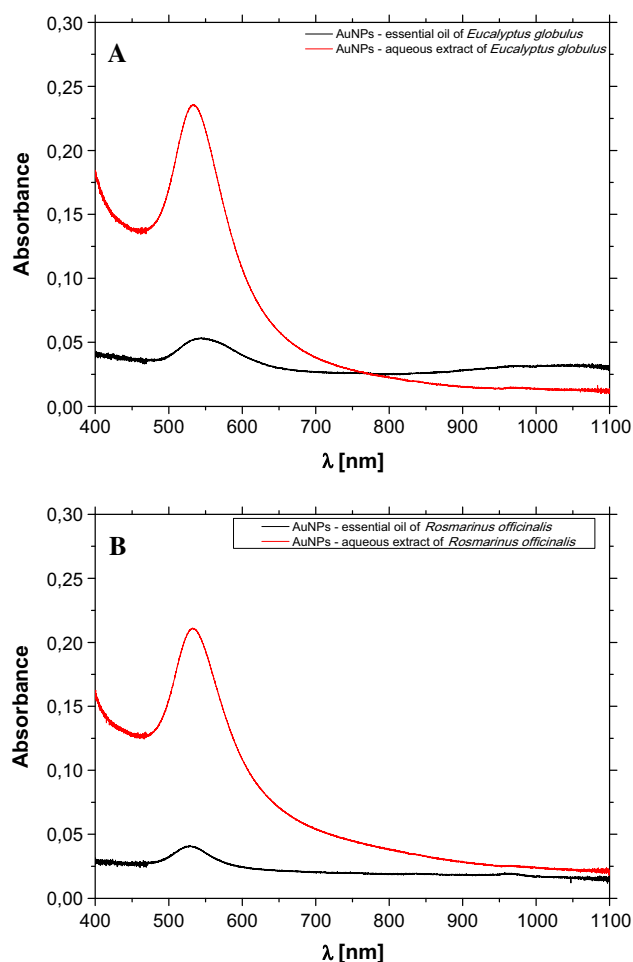 A
AuNPs - essential oil of Eucalyptus globulus
AuNPs - aqueous extract of Eucalyptus globulus
0,30
0,25
0,20
0,15
0,10
0,05
0,00
Absorbance
400 500 600 700 800 900 1000 1100
λ [nm]
B
AuNPs - essential oil of Rosmarinus officinalis
AuNPs - aqueous extract of Rosmarinus officinalis
0,30
0,25
0,20
0,15
0,10
0,05
0,00
Absorbance
400 500 600 700 800 900 1000 1100
λ [nm]